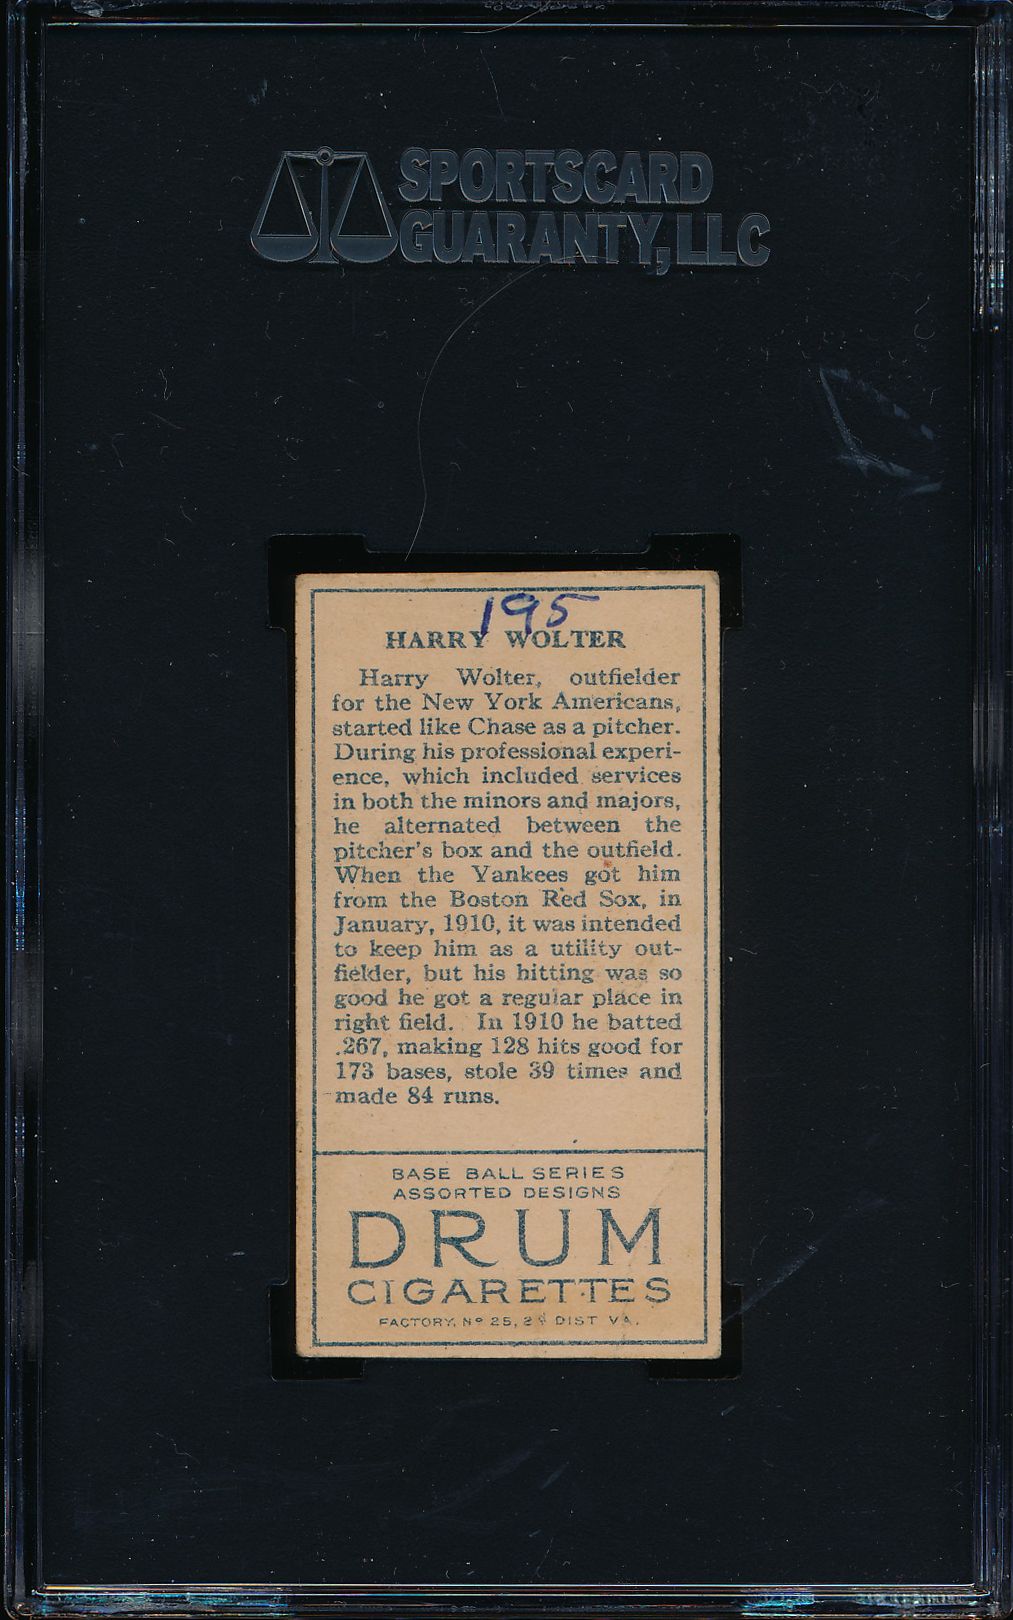 SPORTSCARD
GUARANTY, LLC
195
HARRY WOLTER
Harry Wolter, outfielder
for the New York Americans,
started like Chase as a pitcher.
During his professional experi-
ence, which included services
in both the minors and majors,
he alternated between the
pitcher's box and the outfield.
When the Yankees got him
from the Boston Red Sox, in
January, 1910, it was intended
to keep him as a utility out-
fielder, but his hitting was so
good he got a regular place in
right field. In 1910 he batted
.267, making 128 hits good for
173 bases, stole 39 times and
made 84 runs.
BASE BALL SERIES
ASSORTED DESIGNS
DRUM
CIGARETTES
FACTORY, Nº 25, 2ᵈ DIST VA.